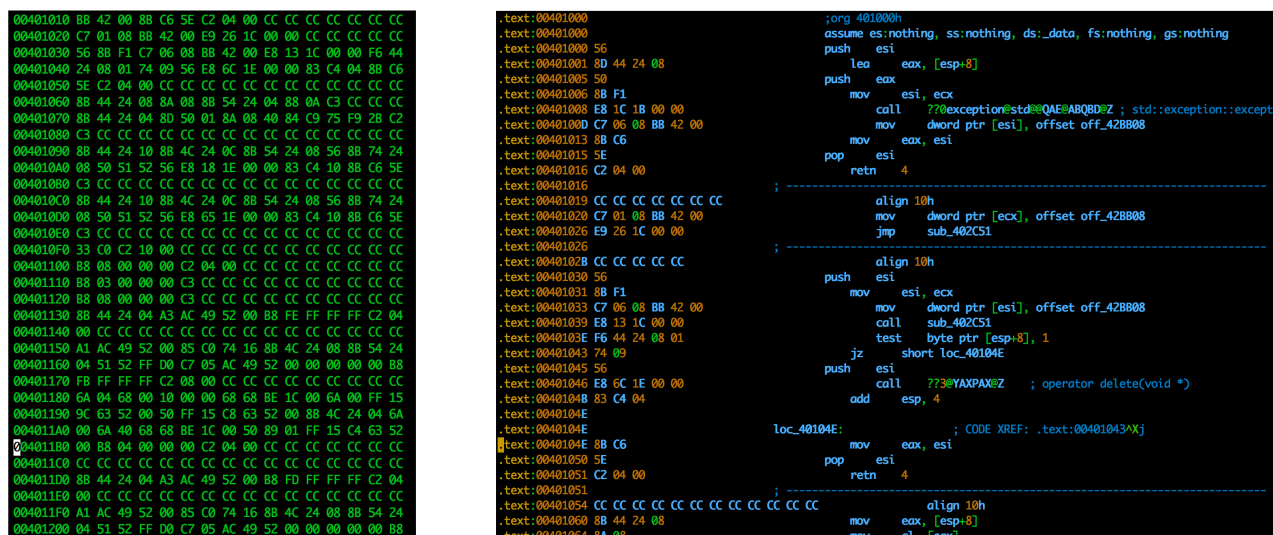 00401010 BB 42 00 8B C6 5E C2 04 00 CC CC CC CC CC CC CC
00401020 C7 01 08 BB 42 00 E9 26 1C 00 00 CC CC CC CC CC
00401030 56 8B F1 C7 06 08 BB 42 00 E8 13 1C 00 00 F6 44
00401040 24 08 01 74 09 56 E8 6C 1E 00 00 83 C4 04 8B C6
00401050 5E C2 04 00 CC CC CC CC CC CC CC CC CC CC CC CC
00401060 8B 44 24 08 8A 08 8B 54 24 04 88 0A C3 CC CC CC
00401070 8B 44 24 04 8D 50 01 8A 08 40 84 C9 75 F9 2B C2
00401080 C3 CC CC CC CC CC CC CC CC CC CC CC CC CC CC CC
00401090 8B 44 24 10 8B 4C 24 0C 8B 54 24 08 56 8B 74 24
004010A0 08 50 51 52 56 E8 18 1E 00 00 83 C4 10 8B C6 5E
004010B0 C3 CC CC CC CC CC CC CC CC CC CC CC CC CC CC CC
004010C0 8B 44 24 10 8B 4C 24 0C 8B 54 24 08 56 8B 74 24
004010D0 08 50 51 52 56 E8 65 1E 00 00 83 C4 10 8B C6 5E
004010E0 C3 CC CC CC CC CC CC CC CC CC CC CC CC CC CC CC
004010F0 33 C0 C2 10 00 CC CC CC CC CC CC CC CC CC CC CC
00401100 B8 08 00 00 00 C2 04 00 CC CC CC CC CC CC CC CC
00401110 B8 03 00 00 00 C3 CC CC CC CC CC CC CC CC CC CC
00401120 B8 08 00 00 00 C3 CC CC CC CC CC CC CC CC CC CC
00401130 8B 44 24 04 A3 AC 49 52 00 B8 FE FF FF FF C2 04
00401140 00 CC CC CC CC CC CC CC CC CC CC CC CC CC CC CC
00401150 A1 AC 49 52 00 85 C0 74 16 8B 4C 24 08 8B 54 24
00401160 04 51 52 FF D0 C7 05 AC 49 52 00 00 00 00 00 B8
00401170 FB FF FF FF C2 08 00 CC CC CC CC CC CC CC CC CC
00401180 6A 04 68 00 10 00 00 68 68 BE 1C 00 6A 00 FF 15
00401190 9C 63 52 00 50 FF 15 C8 63 52 00 8B 4C 24 04 6A
004011A0 00 6A 40 68 68 BE 1C 00 50 89 01 FF 15 C4 63 52
004011B0 00 B8 04 00 00 00 C2 04 00 CC CC CC CC CC CC CC
004011C0 CC CC CC CC CC CC CC CC CC CC CC CC CC CC CC CC
004011D0 8B 44 24 04 A3 AC 49 52 00 B8 FD FF FF FF C2 04
004011E0 00 CC CC CC CC CC CC CC CC CC CC CC CC CC CC CC
004011F0 A1 AC 49 52 00 85 C0 74 16 8B 4C 24 08 8B 54 24
00401200 04 51 52 FF D0 C7 05 AC 49 52 00 00 00 00 00 B8
.text:00401000 ;org 401000h
.text:00401000 assume es:nothing, ss:nothing, ds:_data, fs:nothing, gs:nothing
.text:00401000 56 push esi
.text:00401001 8D 44 24 08 lea eax, [esp+8]
.text:00401005 50 push eax
.text:00401006 8B F1 mov esi, ecx
.text:00401008 E8 1C 1B 00 00 call ??0exception@std@@QAE@ABQBD@Z ; std::exception::except
.text:0040100D C7 06 08 BB 42 00 mov dword ptr [esi], offset off_42BB08
.text:00401013 8B C6 mov eax, esi
.text:00401015 5E pop esi
.text:00401016 C2 04 00 retn 4
.text:00401016 ; ---------------------------------------------------------------------------
.text:00401019 CC CC CC CC CC CC CC align 10h
.text:00401020 C7 01 08 BB 42 00 mov dword ptr [ecx], offset off_42BB08
.text:00401026 E9 26 1C 00 00 jmp sub_402C51
.text:00401026 ; ---------------------------------------------------------------------------
.text:0040102B CC CC CC CC CC align 10h
.text:00401030 56 push esi
.text:00401031 8B F1 mov esi, ecx
.text:00401033 C7 06 08 BB 42 00 mov dword ptr [esi], offset off_42BB08
.text:00401039 E8 13 1C 00 00 call sub_402C51
.text:0040103E F6 44 24 08 01 test byte ptr [esp+8], 1
.text:00401043 74 09 jz short loc_40104E
.text:00401045 56 push esi
.text:00401046 E8 6C 1E 00 00 call ??3@YAXPAX@Z ; operator delete(void *)
.text:0040104B 83 C4 04 add esp, 4
.text:0040104E
.text:0040104E loc_40104E: ; CODE XREF: .text:00401043^Xj
.text:0040104E 8B C6 mov eax, esi
.text:00401050 5E pop esi
.text:00401051 C2 04 00 retn 4
.text:00401051 ; ---------------------------------------------------------------------------
.text:00401054 CC CC CC CC CC CC CC CC CC CC CC CC align 10h
.text:00401060 8B 44 24 08 mov eax, [esp+8]
.text:00401064 8A 08 mov cl, [eax]